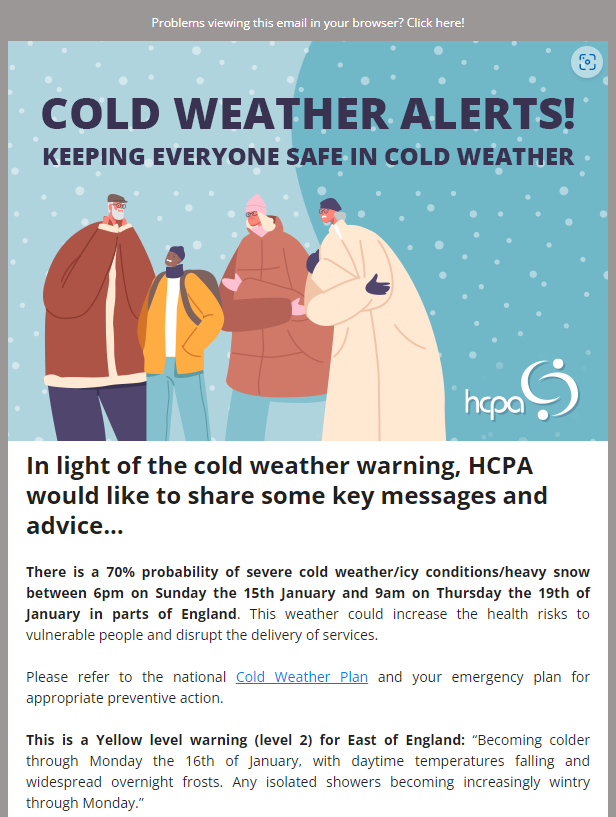 Problems viewing this email in your browser? Click here!
COLD WEATHER ALERTS!
KEEPING EVERYONE SAFE IN COLD WEATHER
hcpa
In light of the cold weather warning, HCPA
would like to share some key messages and
advice...
There is a 70% probability of severe cold weather/icy conditions/heavy snow
between 6pm on Sunday the 15th January and 9am on Thursday the 19th of
January in parts of England. This weather could increase the health risks to
vulnerable people and disrupt the delivery of services.
Please refer to the national Cold Weather Plan and your emergency plan for
appropriate preventive action.
This is a Yellow level warning (level 2) for East of England: “Becoming colder
through Monday the 16th of January, with daytime temperatures falling and
widespread overnight frosts. Any isolated showers becoming increasingly wintry
through Monday.”